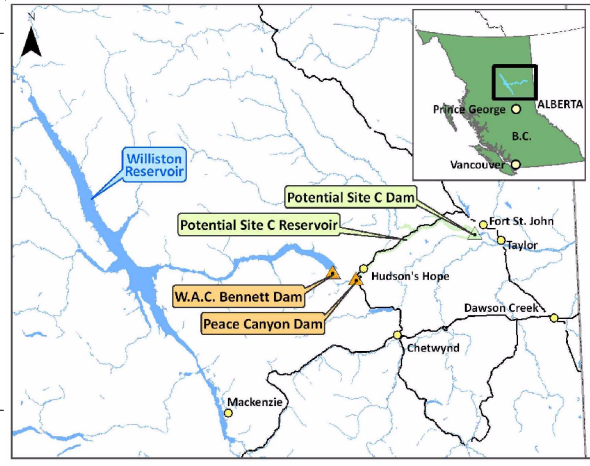 N
Williston
Reservoir
Potential Site C Dam
Potential Site C Reservoir
Fort St. John
Taylor
Hudson's Hope
W.A.C. Bennett Dam
Peace Canyon Dam
Dawson Creek
Chetwynd
Mackenzie
Prince George
ALBERTA
B.C.
Vancouver